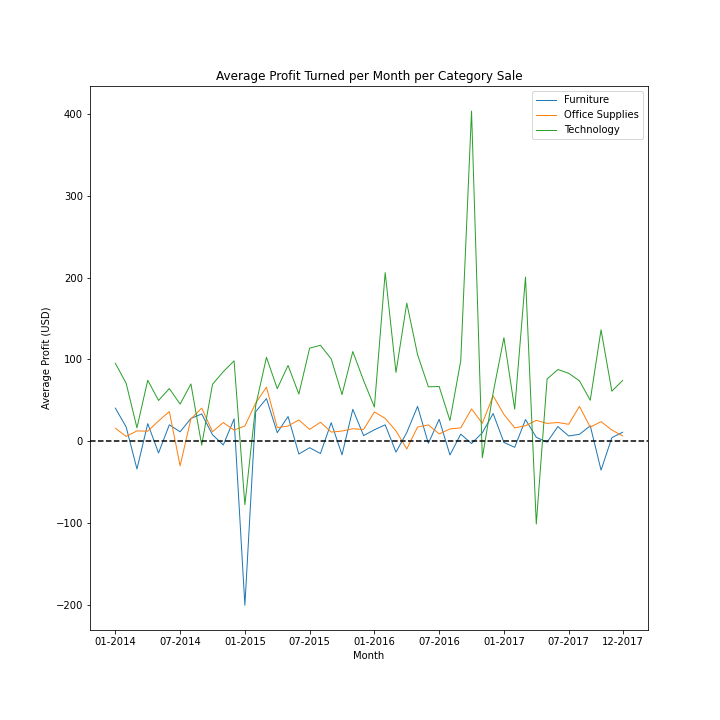 Average Profit Turned per Month per Category Sale
Furniture
Office Supplies
Technology
400
300
200
100
0
−100
−200
Average Profit (USD)
01-2014 07-2014 01-2015 07-2015 01-2016 07-2016 01-2017 07-2017 12-2017
Month